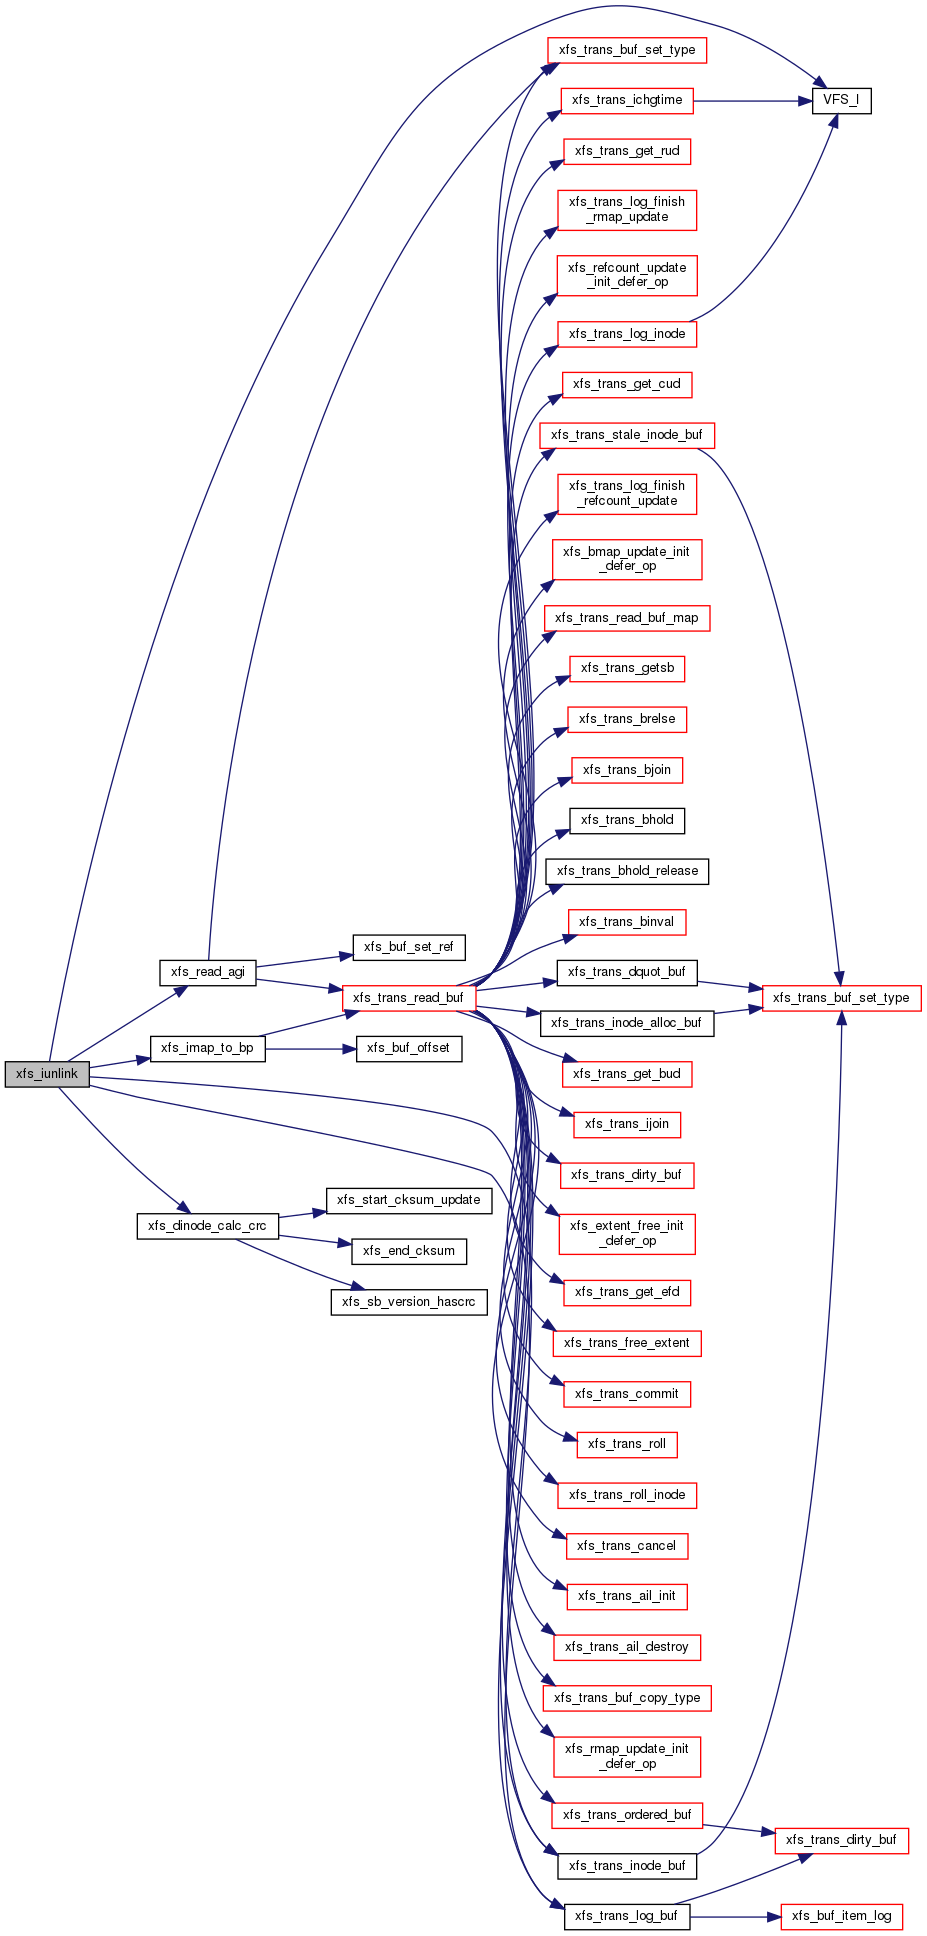 xfs_trans_buf_set_type
xfs_trans_ichgtime
VFS_I
xfs_trans_get_rud
xfs_trans_log_finish
_rmap_update
xfs_refcount_update
_init_defer_op
xfs_trans_log_inode
xfs_trans_get_cud
xfs_trans_stale_inode_buf
xfs_trans_log_finish
_refcount_update
xfs_bmap_update_init
_defer_op
xfs_trans_read_buf_map
xfs_trans_getsb
xfs_trans_brelse
xfs_trans_bjoin
xfs_trans_bhold
xfs_trans_bhold_release
xfs_trans_binval
xfs_buf_set_ref
xfs_read_agi
xfs_trans_dquot_buf
xfs_trans_read_buf
xfs_trans_buf_set_type
xfs_trans_inode_alloc_buf
xfs_imap_to_bp
xfs_buf_offset
xfs_iunlink
xfs_trans_get_bud
xfs_trans_ijoin
xfs_trans_dirty_buf
xfs_start_cksum_update
xfs_dinode_calc_crc
xfs_extent_free_init
_defer_op
xfs_end_cksum
xfs_trans_get_efd
xfs_sb_version_hascrc
xfs_trans_free_extent
xfs_trans_commit
xfs_trans_roll
xfs_trans_roll_inode
xfs_trans_cancel
xfs_trans_ail_init
xfs_trans_ail_destroy
xfs_trans_buf_copy_type
xfs_rmap_update_init
_defer_op
xfs_trans_ordered_buf
xfs_trans_dirty_buf
xfs_trans_inode_buf
xfs_trans_log_buf
xfs_buf_item_log